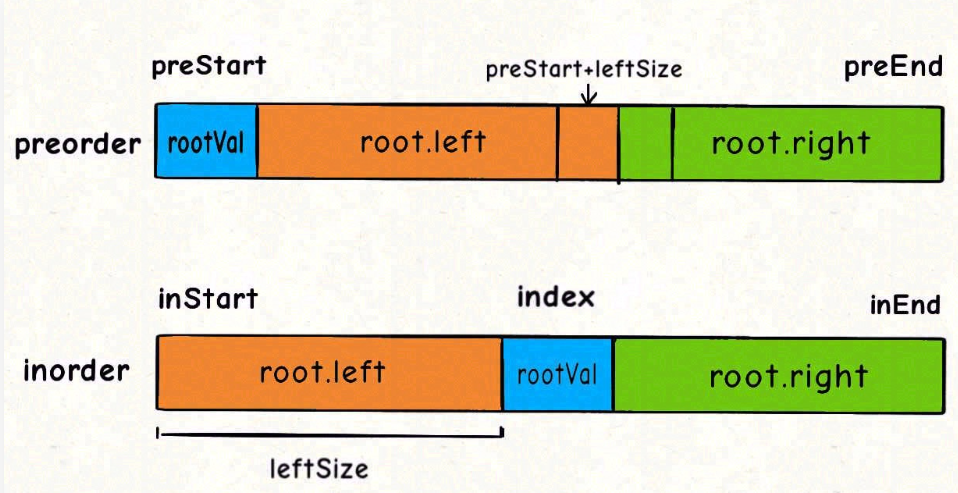 preStart
preStart+leftSize
preEnd
preorder
rootVal
root.left
root.right
inStart
index
inEnd
inorder
root.left
rootVal
root.right
leftSize